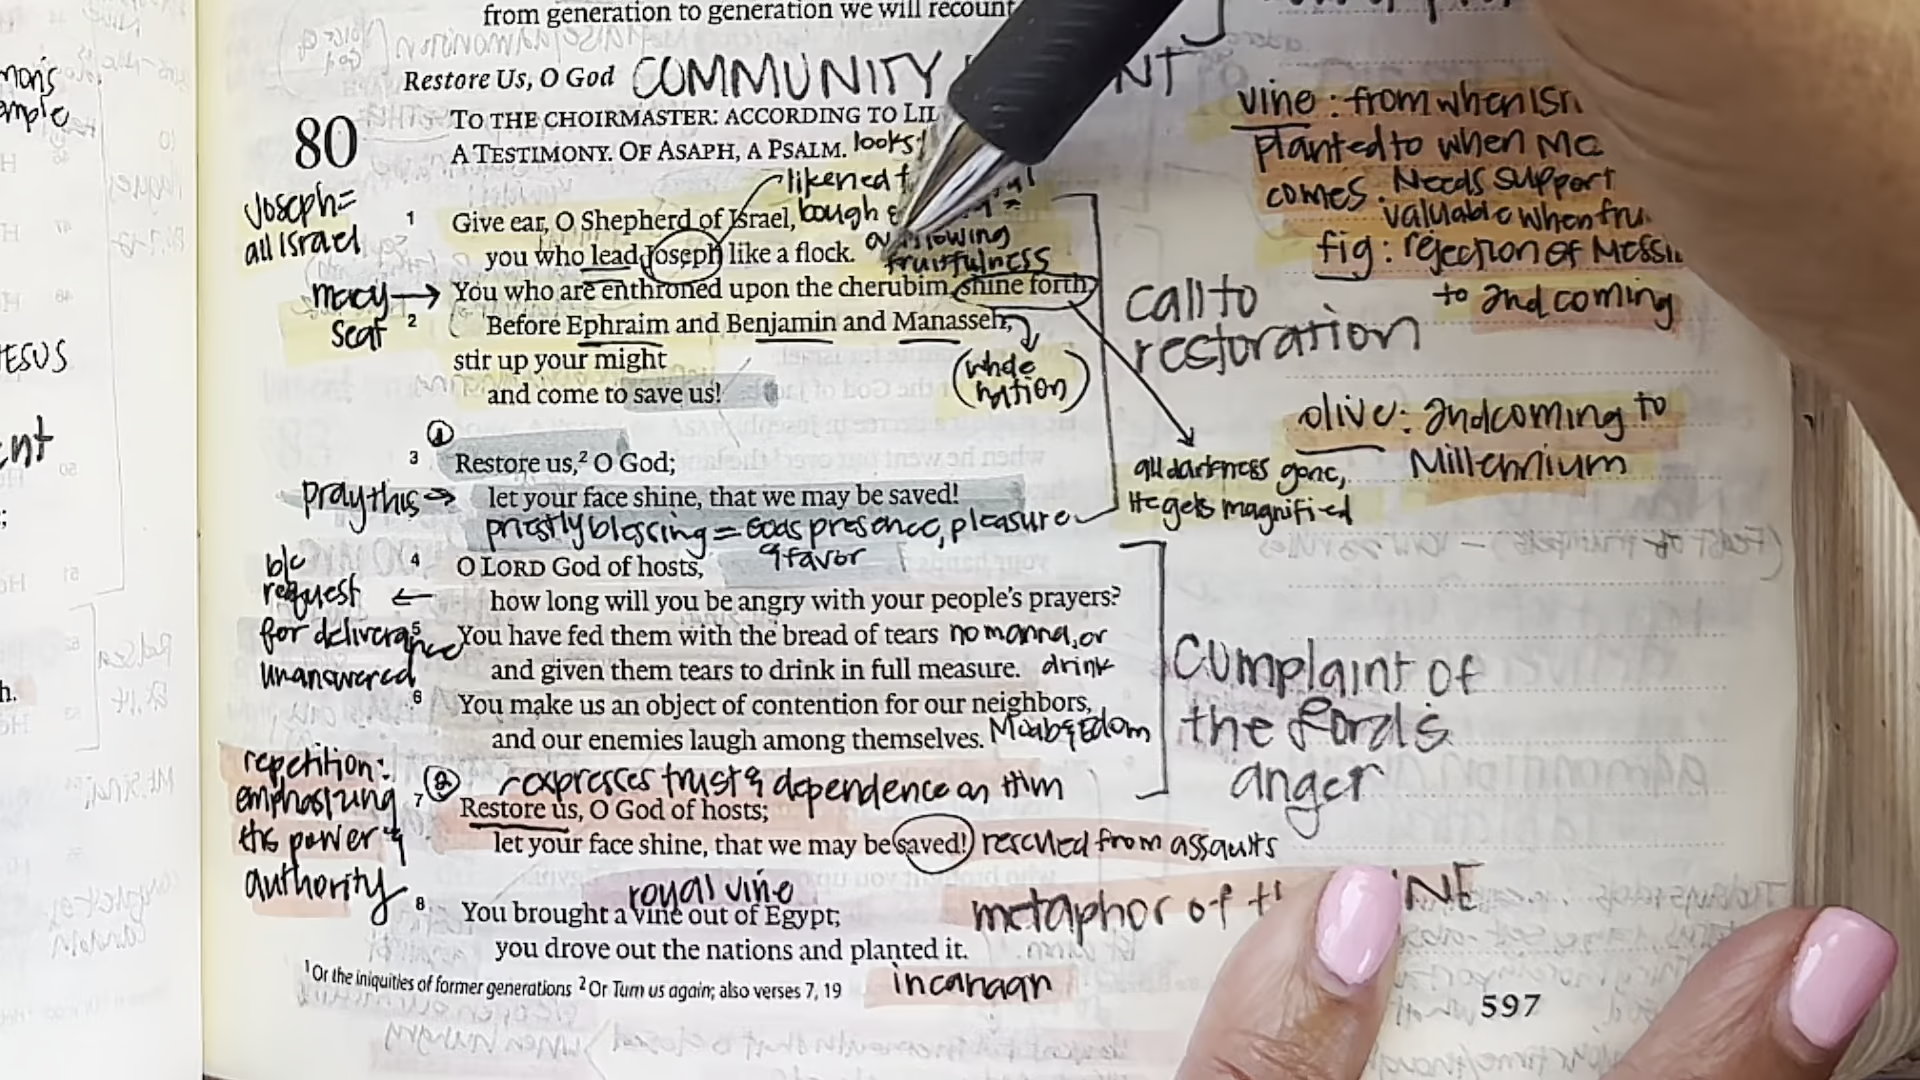 from generation to generation we will recount
Restore Us, O God COMMUNITY
80
TO THE CHOIRMASTER: ACCORDING TO
A TESTIMONY. OF ASAPH, A PSALM. looks
likened
Joseph=
all Israel
1 Give ear, O Shepherd of Israel, bough &
you who lead Joseph like a flock.
fruitfulness
mercy → You who are enthroned upon the cherubim, shine forth
seat
2 Before Ephraim and Benjamin and Manasseh,
stir up your might
and come to save us!
(whole
nation)
call to
restoration
all darkness gone,
He gets magnified
vine: from when
planted to when
comes. Needs support
valuable when
fig: rejection of
to 2nd coming
olive: 2nd coming to
Millennium
1
3 Restore us,2 O God;
pray this → let your face shine, that we may be saved!
priestly blessing = Gods presence, pleasure
& favor
b/c
request ←
for deliverance
unanswered
4 O LORD God of hosts,
how long will you be angry with your people's prayers?
5 You have fed them with the bread of tears no manna, or
and given them tears to drink in full measure. drink
6 You make us an object of contention for our neighbors,
and our enemies laugh among themselves. Moab & Edom
Complaint of
the Lord's
anger
repetition:
emphasizing
His power &
authority
2 expresses trust & dependence on Him
7 Restore us, O God of hosts;
let your face shine, that we may be saved! rescued from assaults
royal vine
metaphor of
8 You brought a vine out of Egypt;
you drove out the nations and planted it.
in canaan
1 Or the iniquities of former generations 2 Or Turn us again; also verses 7, 19
597
ESUS
h.